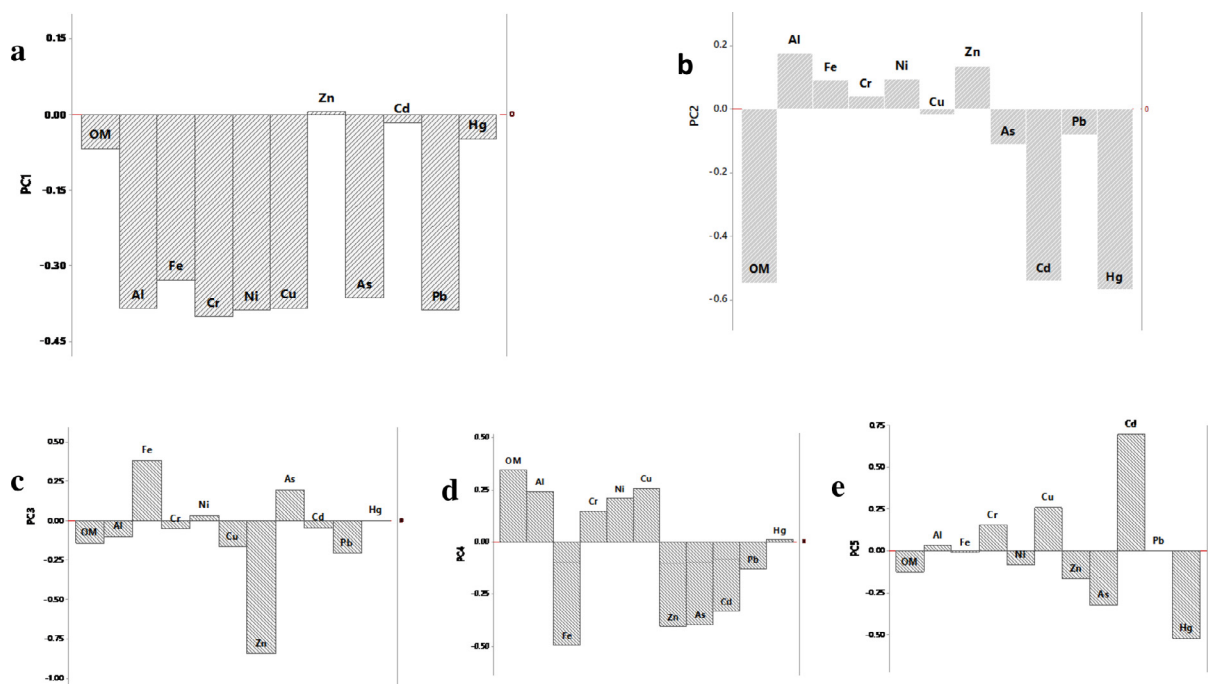 a
0.15
0.00
-0.15
-0.30
-0.45
PC1
OM
Al
Fe
Cr
Ni
Cu
Zn
As
Cd
Pb
Hg
b
0.2
0.0
-0.2
-0.4
-0.6
PC2
OM
Al
Fe
Cr
Ni
Cu
Zn
As
Cd
Pb
Hg
0
c
0.50
0.25
0.00
-0.25
-0.50
-0.75
-1.00
PC3
OM
Al
Fe
Cr
Ni
Cu
Zn
As
Cd
Pb
Hg
d
0.50
0.25
0.00
-0.25
-0.50
PC4
OM
Al
Fe
Cr
Ni
Cu
Zn
As
Cd
Pb
Hg
e
0.75
0.50
0.25
0.00
-0.25
-0.50
PC5
OM
Al
Fe
Cr
Ni
Cu
Zn
As
Cd
Pb
Hg